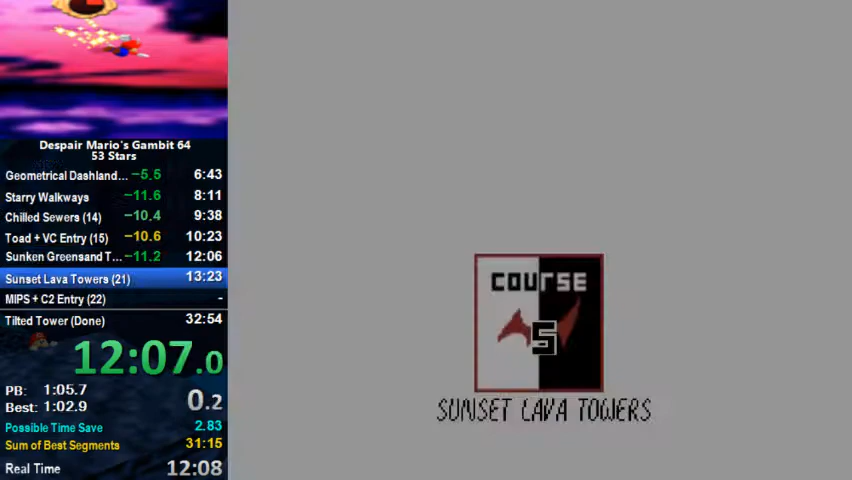 Despair Mario's Gambit 64
53 Stars
Geometrical Dashland... -5.5 6:43
Starry Walkways -11.6 8:11
Chilled Sewers (14) -10.4 9:38
Toad + VC Entry (15) -10.6 10:23
Sunken Greensand T... -11.2 12:06
Sunset Lava Towers (21) 13:23
MIPS + C2 Entry (22) -
Tilted Tower (Done) 32:54
12:07.0
PB: 1:05.7
Best: 1:02.9
0.2
Possible Time Save 2.83
Sum of Best Segments 31:15
Real Time 12:08
COURSE
5
SUNSET LAVA TOWERS